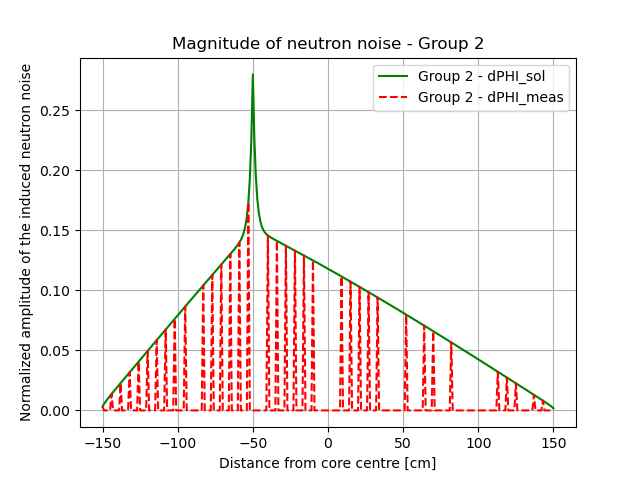 Magnitude of neutron noise - Group 2
Normalized amplitude of the induced neutron noise
Group 2 - dPHI_sol
Group 2 - dPHI_meas
0.25
0.20
0.15
0.10
0.05
0.00
−150 −100 −50 0 50 100 150
Distance from core centre [cm]